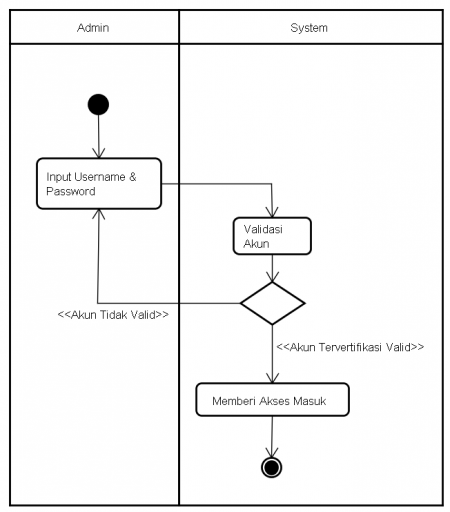 Admin
System
Input Username &
Password
Validasi
Akun
<<Akun Tidak Valid>>
<<Akun Tervertifikasi Valid>>
Memberi Akses Masuk